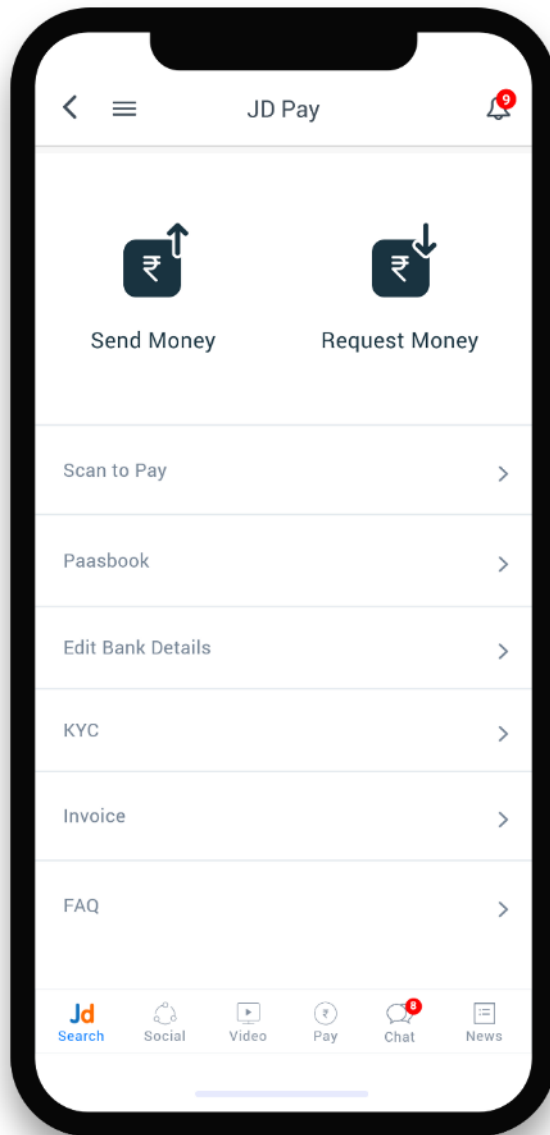 JD Pay
9
₹
₹
Send Money
Request Money
Scan to Pay
Paasbook
Edit Bank Details
KYC
Invoice
FAQ
Jd
₹
8
Search
Social
Video
Pay
Chat
News